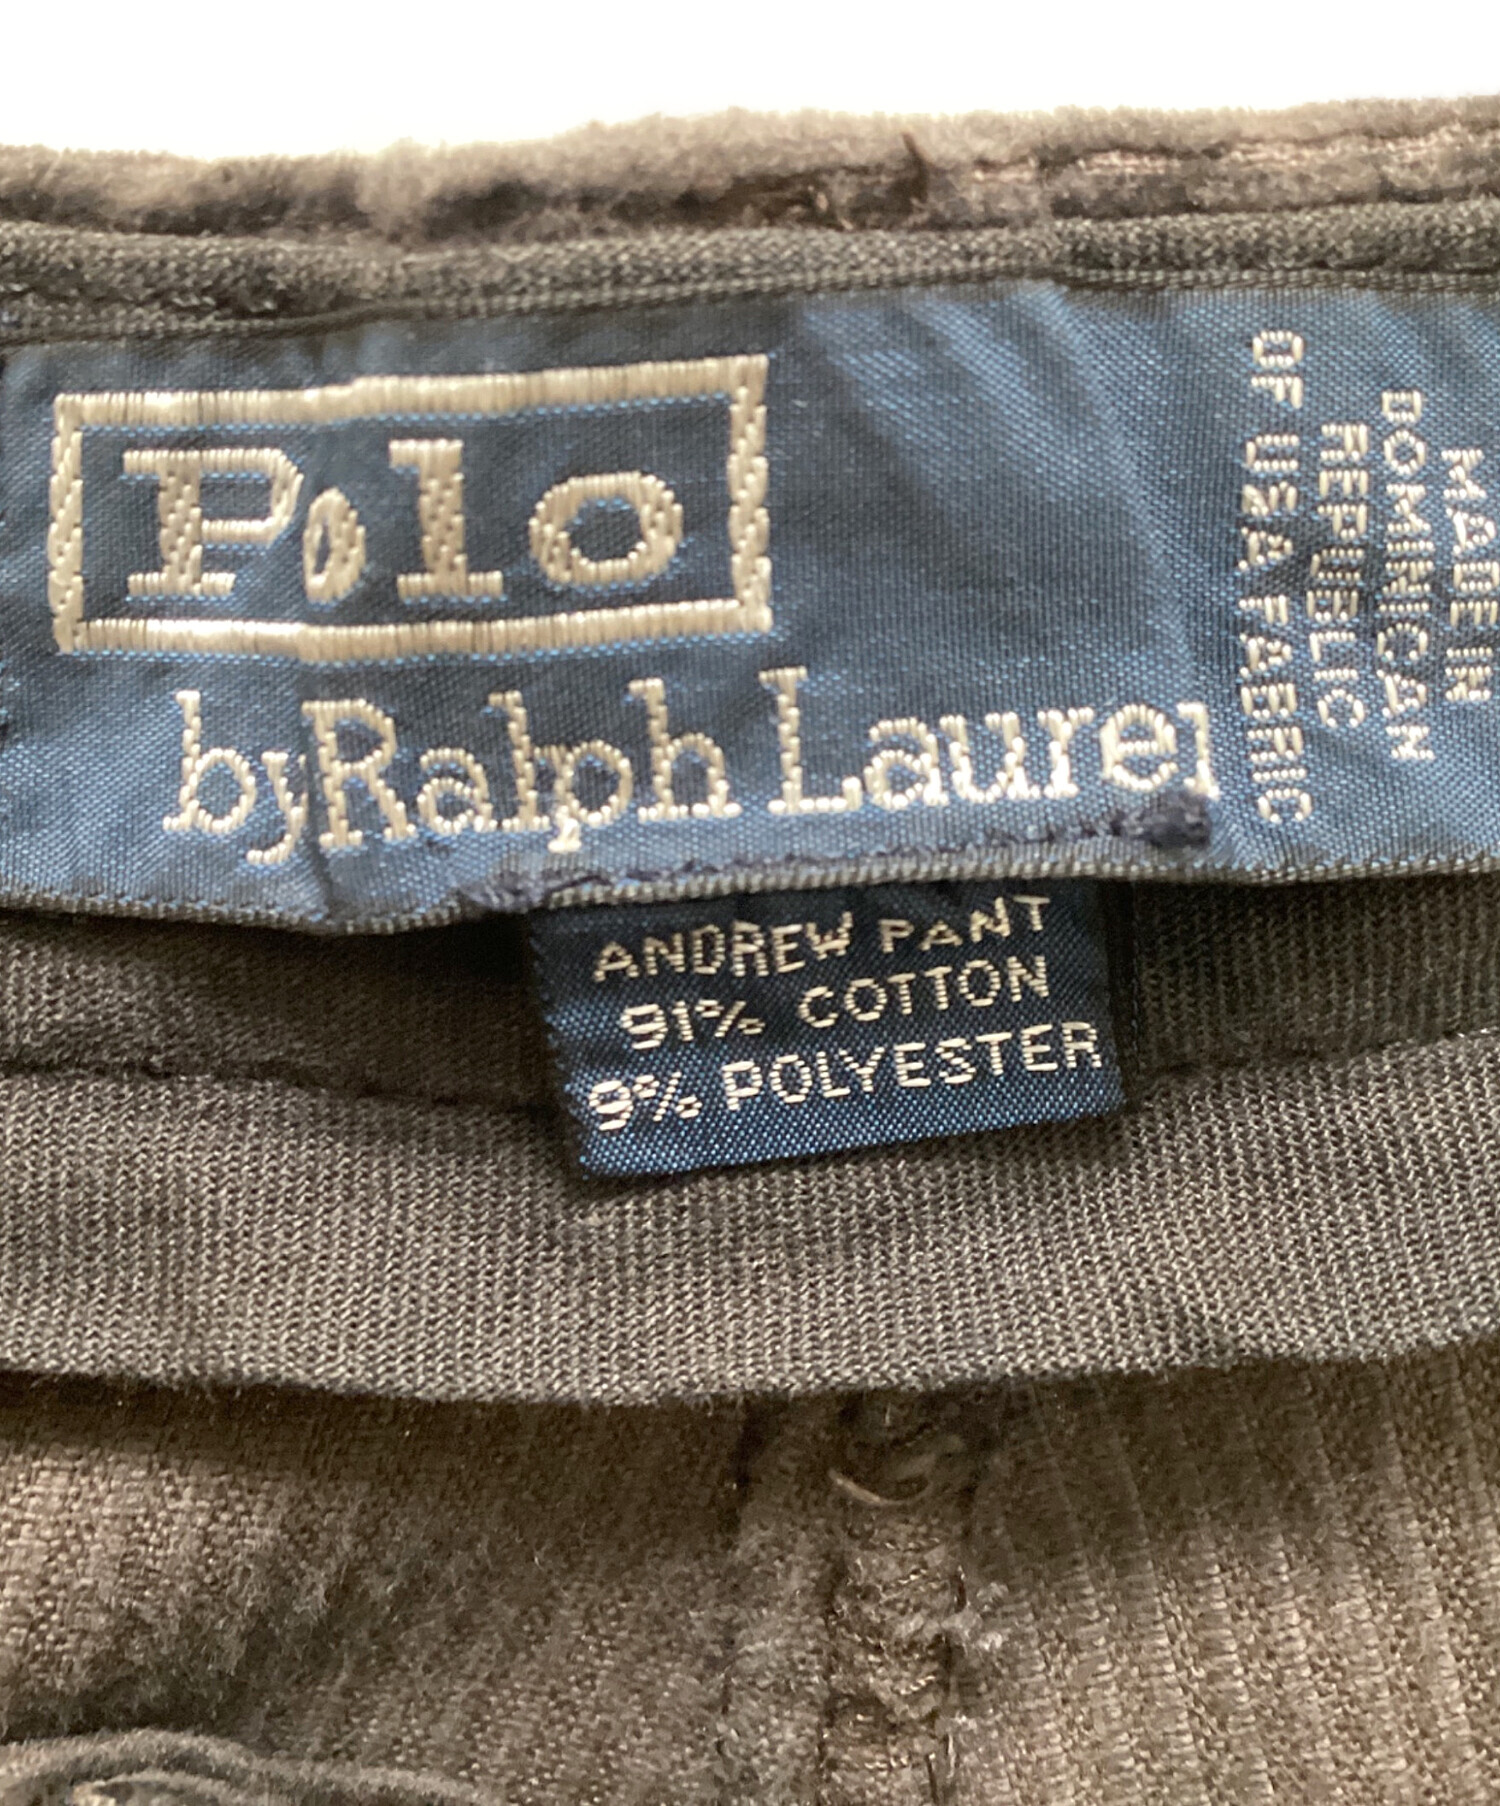 Polo
by Ralph Lauren
MADE IN
DOMINICAN
REPUBLIC
OF USA FABRIC
ANDREW PANT
91% COTTON
9% POLYESTER